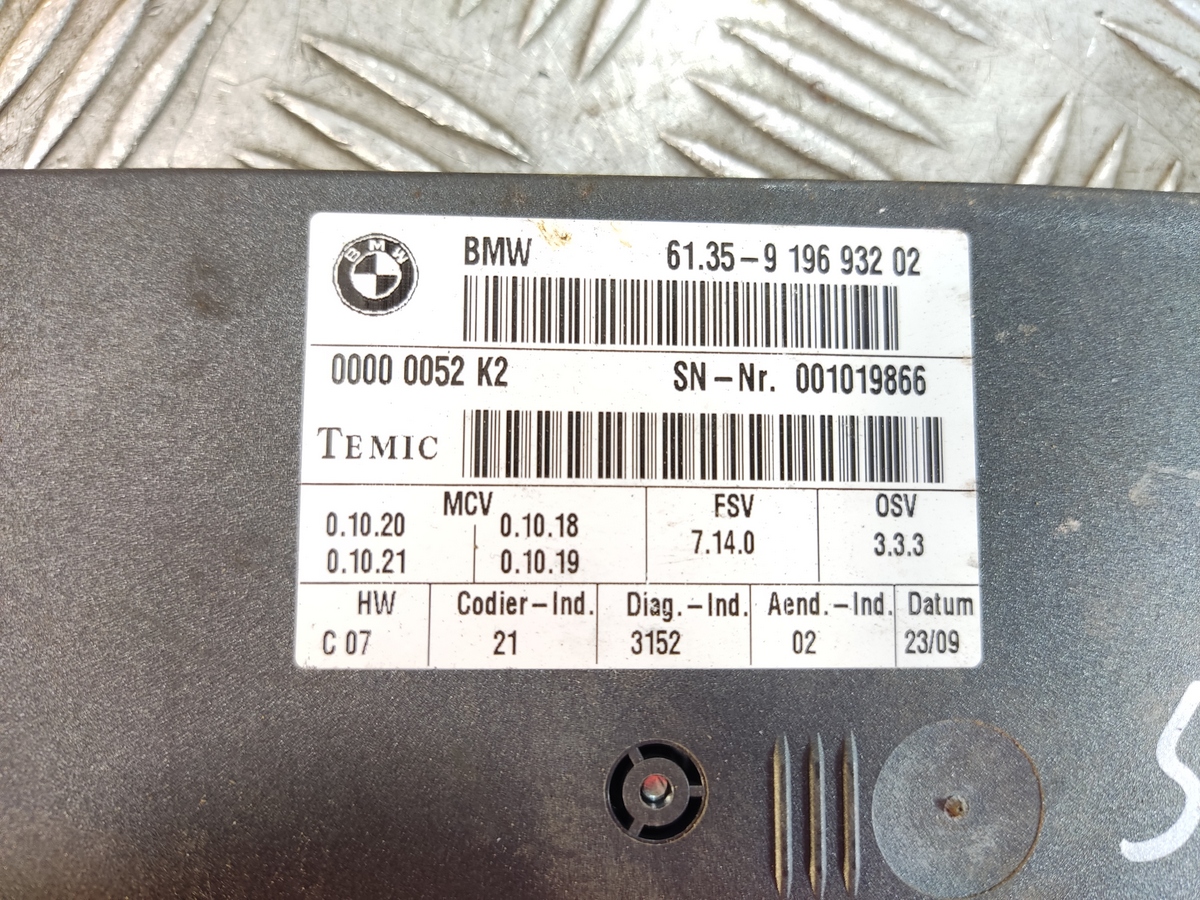 BMW
BMW 61.35-9 196 932 02
0000 0052 K2 SN-Nr. 001019866
TEMIC
MCV FSV OSV
0.10.20 0.10.18 7.14.0 3.3.3
0.10.21 0.10.19
HW Codier-Ind. Diag.-Ind. Aend.-Ind. Datum
C 07 21 3152 02 23/09